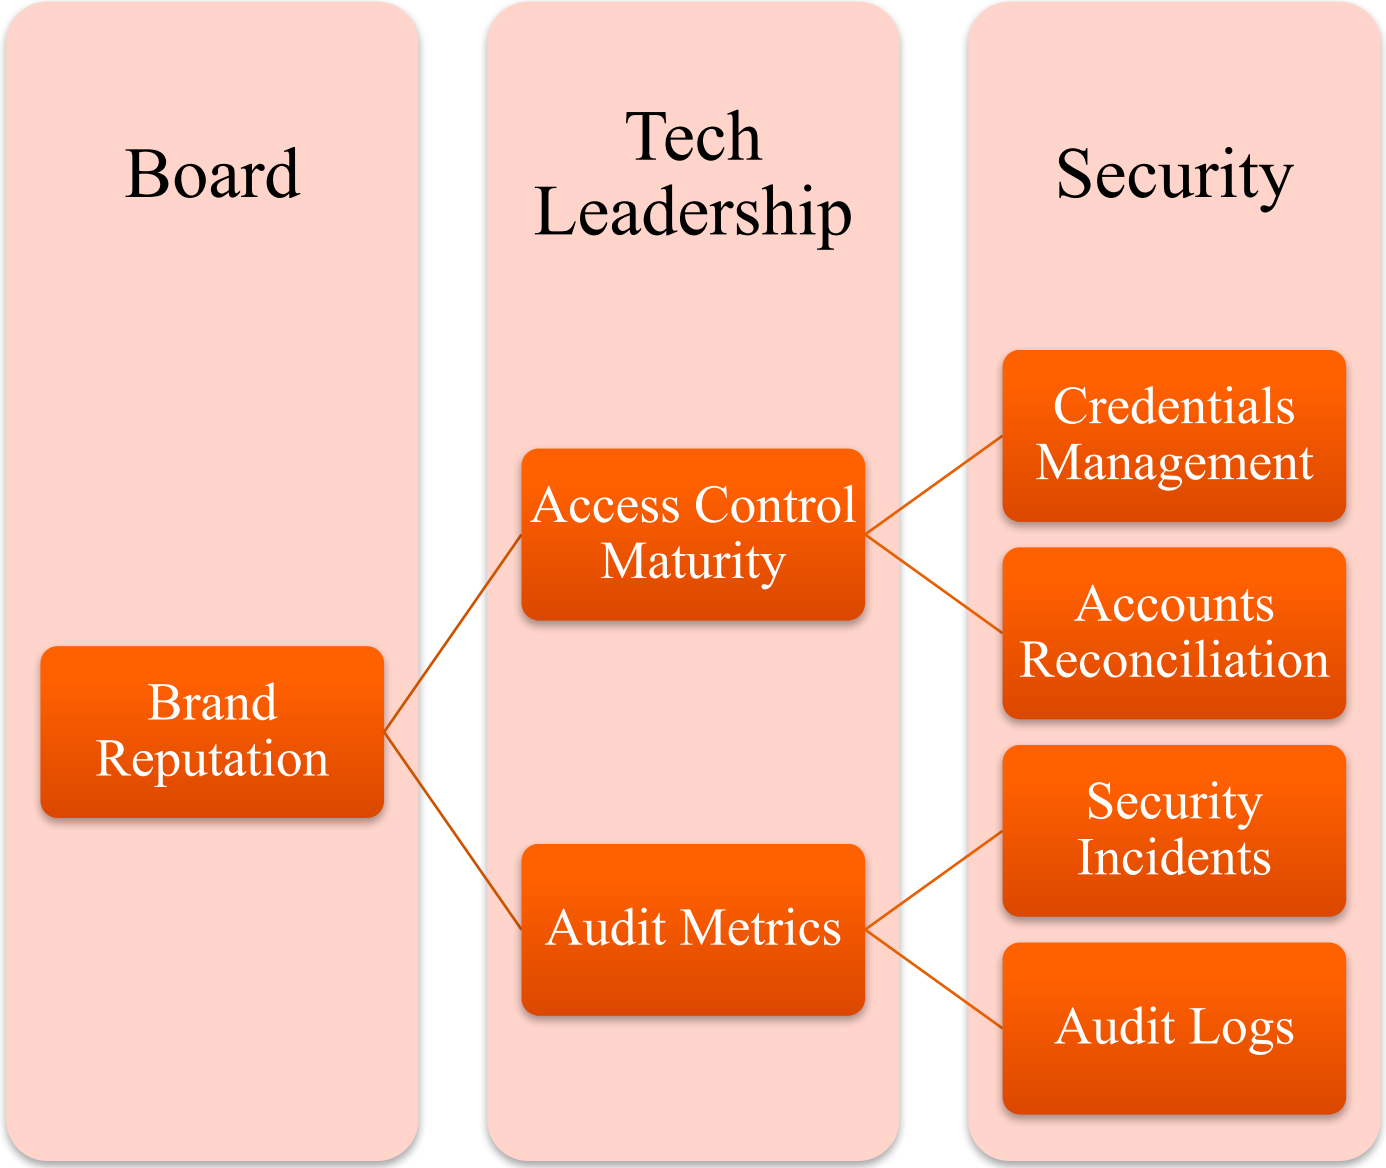 Board
Tech
Leadership
Security
Brand
Reputation
Access Control
Maturity
Audit Metrics
Credentials
Management
Accounts
Reconciliation
Security
Incidents
Audit Logs